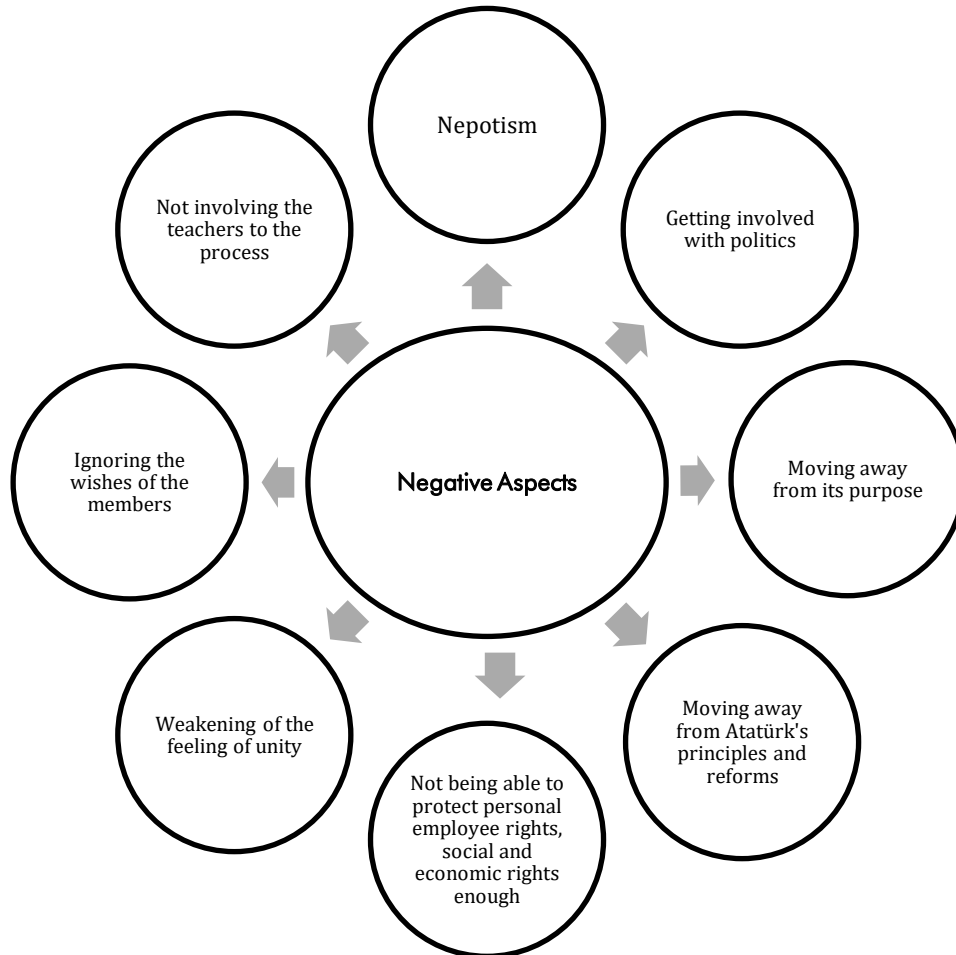 Nepotism
Getting involved
with politics
Moving away
from its purpose
Moving away
from Atatürk's
principles and
reforms
Not being able to
protect personal
employee rights,
social and
economic rights
enough
Weakening of the
feeling of unity
Ignoring the
wishes of the
members
Not involving the
teachers to the
process
Negative Aspects